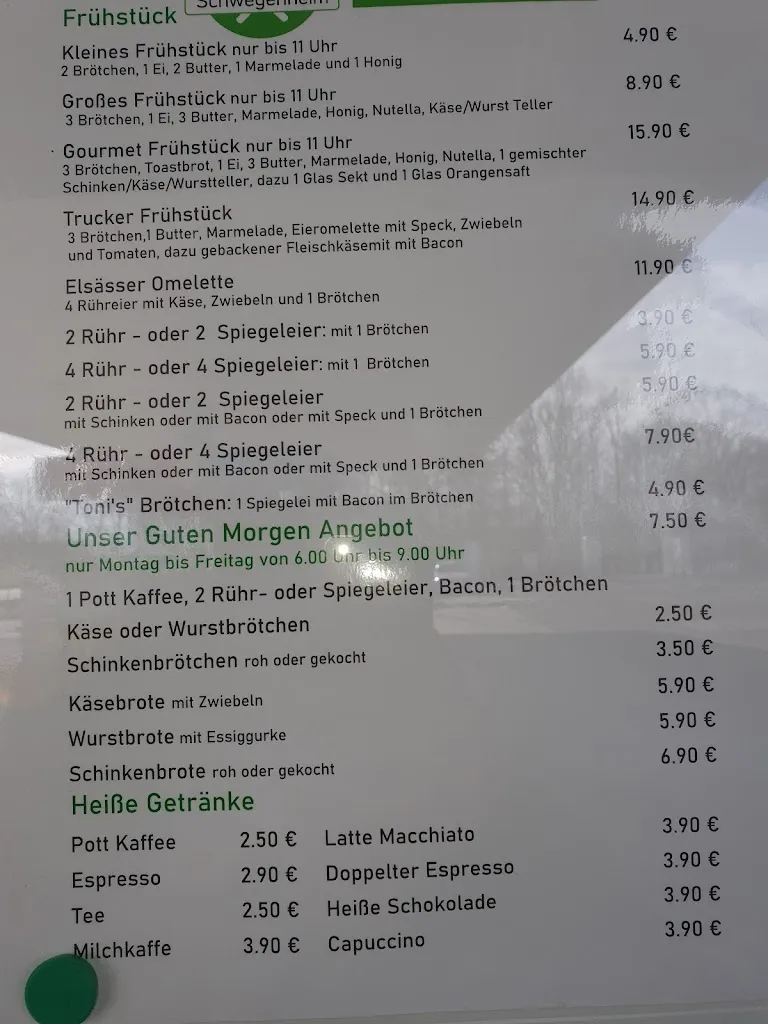 Schwegenheim
Frühstück
Kleines Frühstück nur bis 11 Uhr 4.90 €
2 Brötchen, 1 Ei, 2 Butter, 1 Marmelade und 1 Honig
Großes Frühstück nur bis 11 Uhr 8.90 €
3 Brötchen, 1 Ei, 3 Butter, Marmelade, Honig, Nutella, Käse/Wurst Teller
Gourmet Frühstück nur bis 11 Uhr 15.90 €
3 Brötchen, Toastbrot, 1 Ei, 3 Butter, Marmelade, Honig, Nutella, 1 gemischter
Schinken/Käse/Wurstteller, dazu 1 Glas Sekt und 1 Glas Orangensaft
Trucker Frühstück 14.90 €
3 Brötchen,1 Butter, Marmelade, Eieromelette mit Speck, Zwiebeln
und Tomaten, dazu gebackener Fleischkäsemit mit Bacon
Elsässer Omelette 11.90 €
4 Rühreier mit Käse, Zwiebeln und 1 Brötchen
2 Rühr - oder 2 Spiegeleier: mit 1 Brötchen 3.90 €
4 Rühr - oder 4 Spiegeleier: mit 1 Brötchen 5.90 €
2 Rühr - oder 2 Spiegeleier 5.90 €
mit Schinken oder mit Bacon oder mit Speck und 1 Brötchen
4 Rühr - oder 4 Spiegeleier 7.90€
mit Schinken oder mit Bacon oder mit Speck und 1 Brötchen
"Toni's" Brötchen: 1 Spiegelei mit Bacon im Brötchen 4.90 €
Unser Guten Morgen Angebot 7.50 €
nur Montag bis Freitag von 6.00 Uhr bis 9.00 Uhr
1 Pott Kaffee, 2 Rühr- oder Spiegeleier, Bacon, 1 Brötchen
Käse oder Wurstbrötchen 2.50 €
Schinkenbrötchen roh oder gekocht 3.50 €
Käsebrote mit Zwiebeln 5.90 €
Wurstbrote mit Essiggurke 5.90 €
Schinkenbrote roh oder gekocht 6.90 €
Heiße Getränke
Pott Kaffee 2.50 € Latte Macchiato 3.90 €
Espresso 2.90 € Doppelter Espresso 3.90 €
Tee 2.50 € Heiße Schokolade 3.90 €
Milchkaffe 3.90 € Capuccino 3.90 €